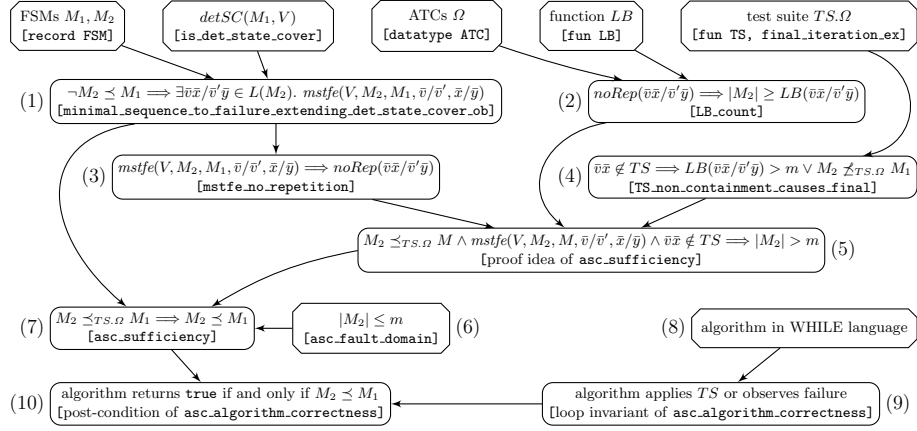 FSMs M₁, M₂
[record FSM]
detSC(M₁, V)
[is_det_state_cover]
ATCs Ω
[datatype ATC]
function LB
[fun LB]
test suite TS.Ω
[fun TS, final_iteration_ex]
(1)
¬M₂ ⪯ M₁ ⟹ ∃v̄x̄/v̄′ȳ ∈ L(M₂). mstfe(V, M₂, M₁, v̄/v̄′, x̄/ȳ)
[minimal_sequence_to_failure_extending_det_state_cover_ob]
(2)
noRep(v̄x̄/v̄′ȳ) ⟹ |M₂| ≥ LB(v̄x̄/v̄′ȳ)
[LB_count]
(3)
mstfe(V, M₂, M₁, v̄/v̄′, x̄/ȳ) ⟹ noRep(v̄x̄/v̄′ȳ)
[mstfe_no_repetition]
(4)
v̄x̄ ∉ TS ⟹ LB(v̄x̄/v̄′ȳ) > m ∨ M₂ ⪯̸_TS.Ω M₁
[TS_non_containment_causes_final]
M₂ ⪯_TS.Ω M ∧ mstfe(V, M₂, M, v̄/v̄′, x̄/ȳ) ∧ v̄x̄ ∉ TS ⟹ |M₂| > m
[proof idea of asc_sufficiency]
(5)
(7)
M₂ ⪯_TS.Ω M₁ ⟹ M₂ ⪯ M₁
[asc_sufficiency]
|M₂| ≤ m
[asc_fault_domain]
(6)
(8)
algorithm in WHILE language
(10)
algorithm returns true if and only if M₂ ⪯ M₁
[post-condition of asc_algorithm_correctness]
algorithm applies TS or observes failure
[loop invariant of asc_algorithm_correctness]
(9)